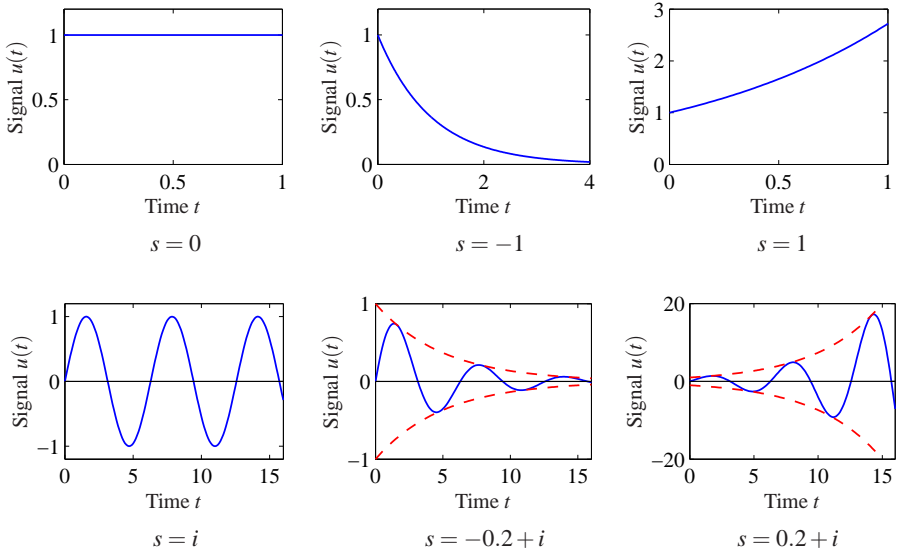 Signal u(t)
1
0.5
0
0 0.5 1
Time t
s = 0
Signal u(t)
1
0.5
0
0 2 4
Time t
s = −1
Signal u(t)
3
2
1
0
0 0.5 1
Time t
s = 1
Signal u(t)
1
0
−1
0 5 10 15
Time t
s = i
Signal u(t)
1
0
−1
0 5 10 15
Time t
s = −0.2 + i
Signal u(t)
20
0
−20
0 5 10 15
Time t
s = 0.2 + i